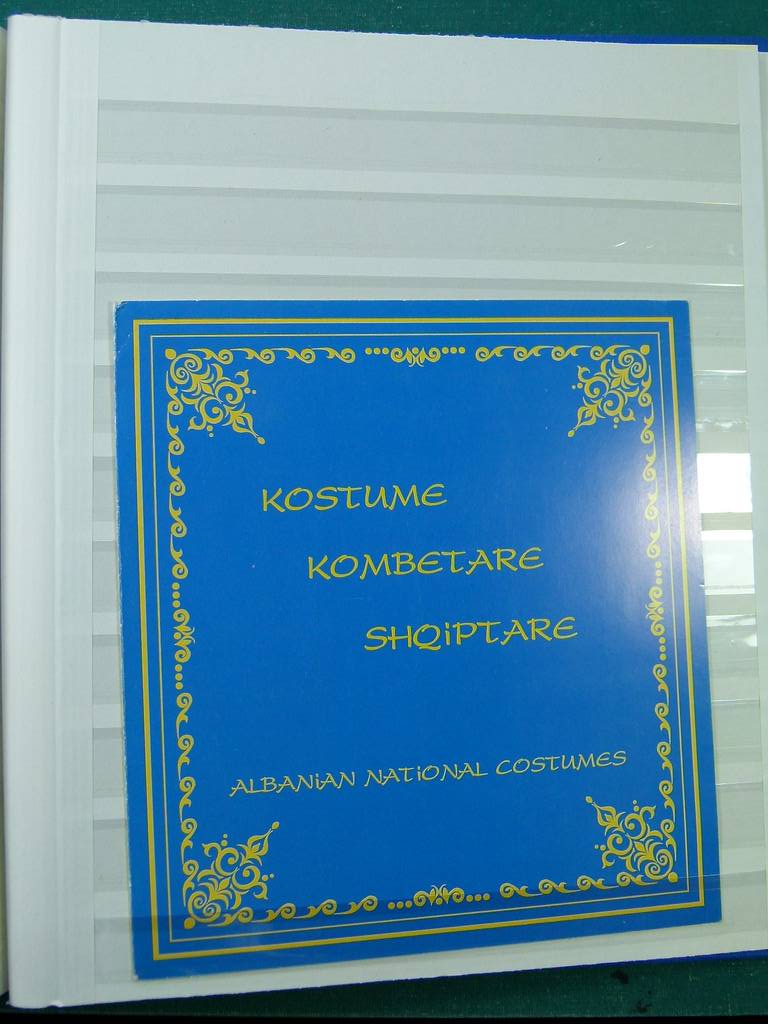 KOSTUME
KOMBETARE
SHQiPTARE
ALBANiAN NATiONAL COSTUMES